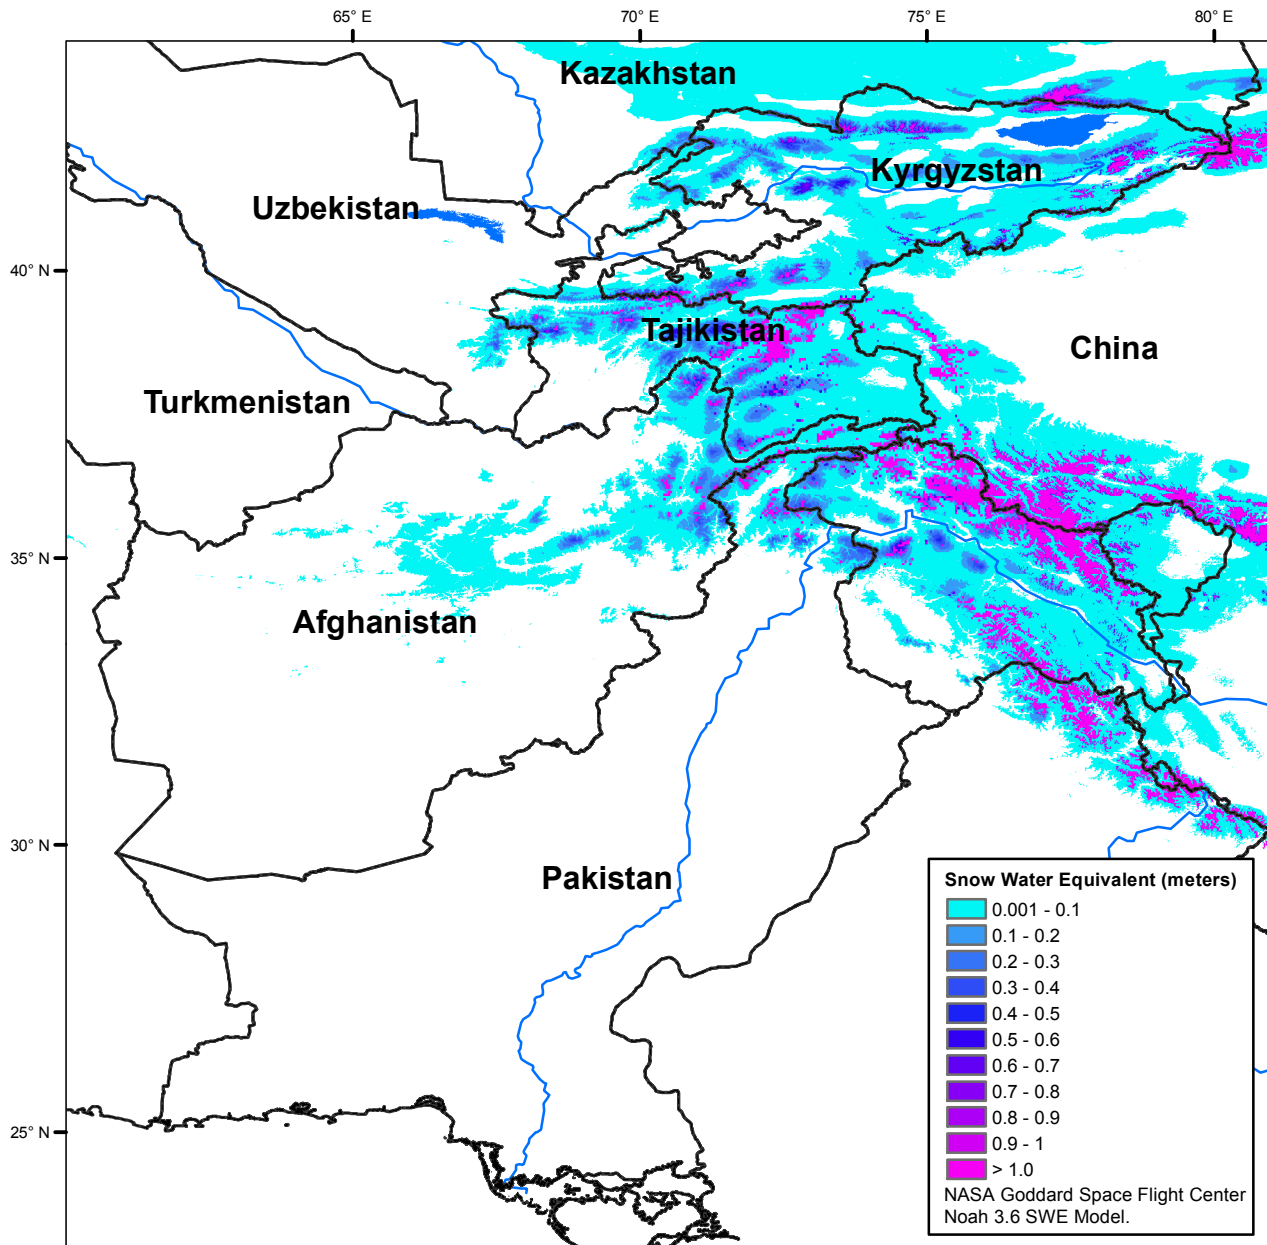 65° E
70° E
75° E
80° E
Kazakhstan
Kyrgyzstan
Uzbekistan
40° N
Tajikistan
China
Turkmenistan
35° N
Afghanistan
30° N
Pakistan
Snow Water Equivalent (meters)
0.001 - 0.1
0.1 - 0.2
0.2 - 0.3
0.3 - 0.4
0.4 - 0.5
0.5 - 0.6
0.6 - 0.7
0.7 - 0.8
0.8 - 0.9
0.9 - 1
> 1.0
NASA Goddard Space Flight Center
Noah 3.6 SWE Model.
25° N